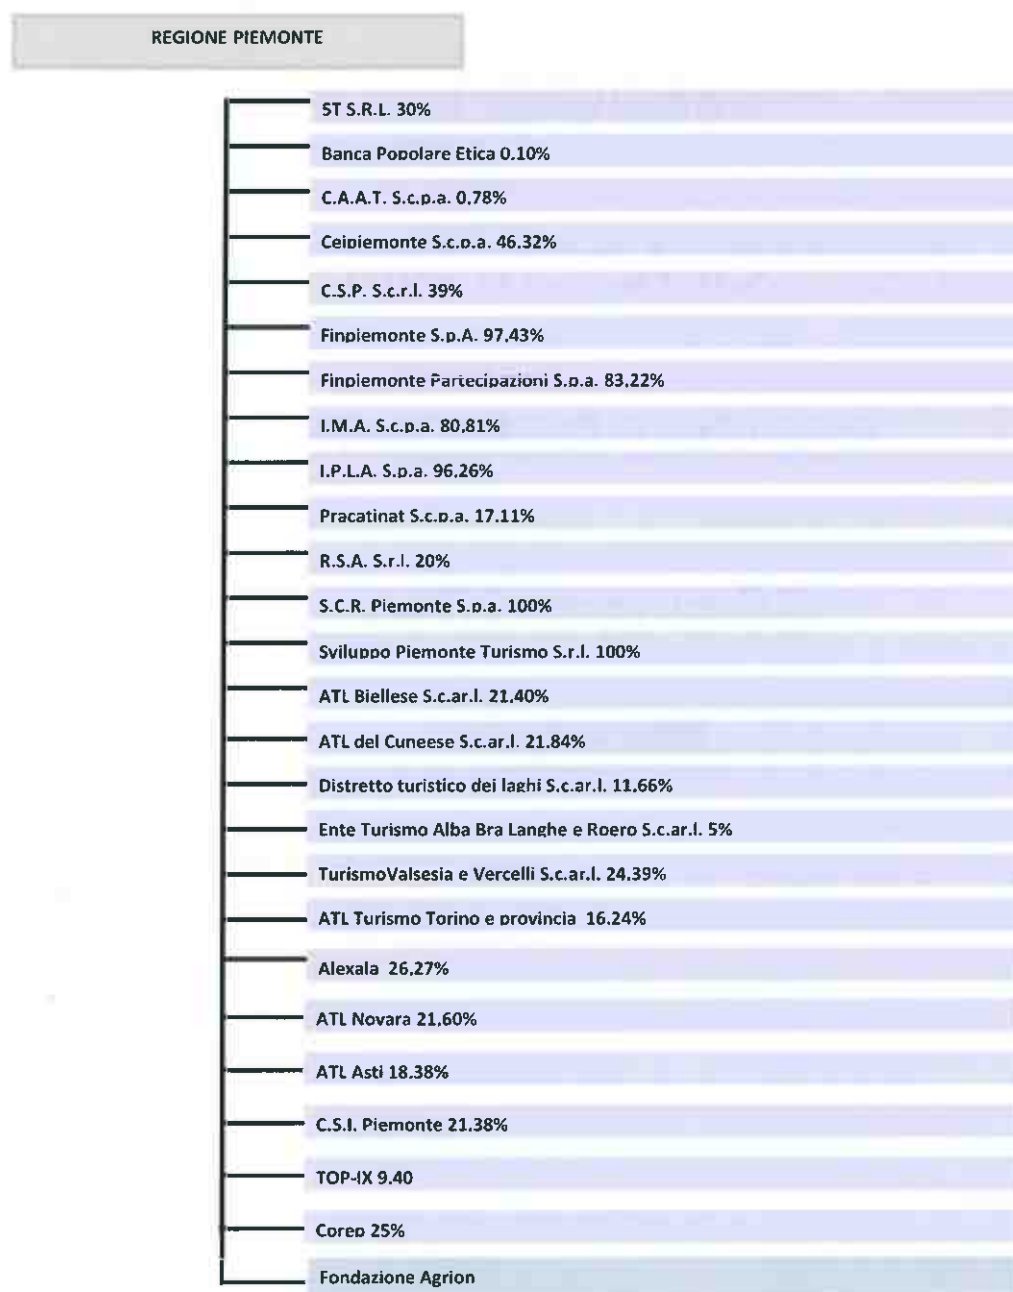 REGIONE PIEMONTE
5T S.R.L. 30%
Banca Popolare Etica 0,10%
C.A.A.T. S.c.p.a. 0,78%
Ceipiemonte S.c.p.a. 46,32%
C.S.P. S.c.r.l. 39%
Finpiemonte S.p.A. 97,43%
Finpiemonte Partecipazioni S.p.a. 83,22%
I.M.A. S.c.p.a. 80,81%
I.P.L.A. S.p.a. 96,26%
Pracatinat S.c.p.a. 17,11%
R.S.A. S.r.l. 20%
S.C.R. Piemonte S.p.a. 100%
Sviluppo Piemonte Turismo S.r.l. 100%
ATL Biellese S.c.ar.l. 21,40%
ATL del Cuneese S.c.ar.l. 21,84%
Distretto turistico dei laghi S.c.ar.l. 11,66%
Ente Turismo Alba Bra Langhe e Roero S.c.ar.l. 5%
TurismoValsesia e Vercelli S.c.ar.l. 24,39%
ATL Turismo Torino e provincia 16,24%
Alexala 26,27%
ATL Novara 21,60%
ATL Asti 18,38%
C.S.I. Piemonte 21,38%
TOP-IX 9,40
Corep 25%
Fondazione Agrion